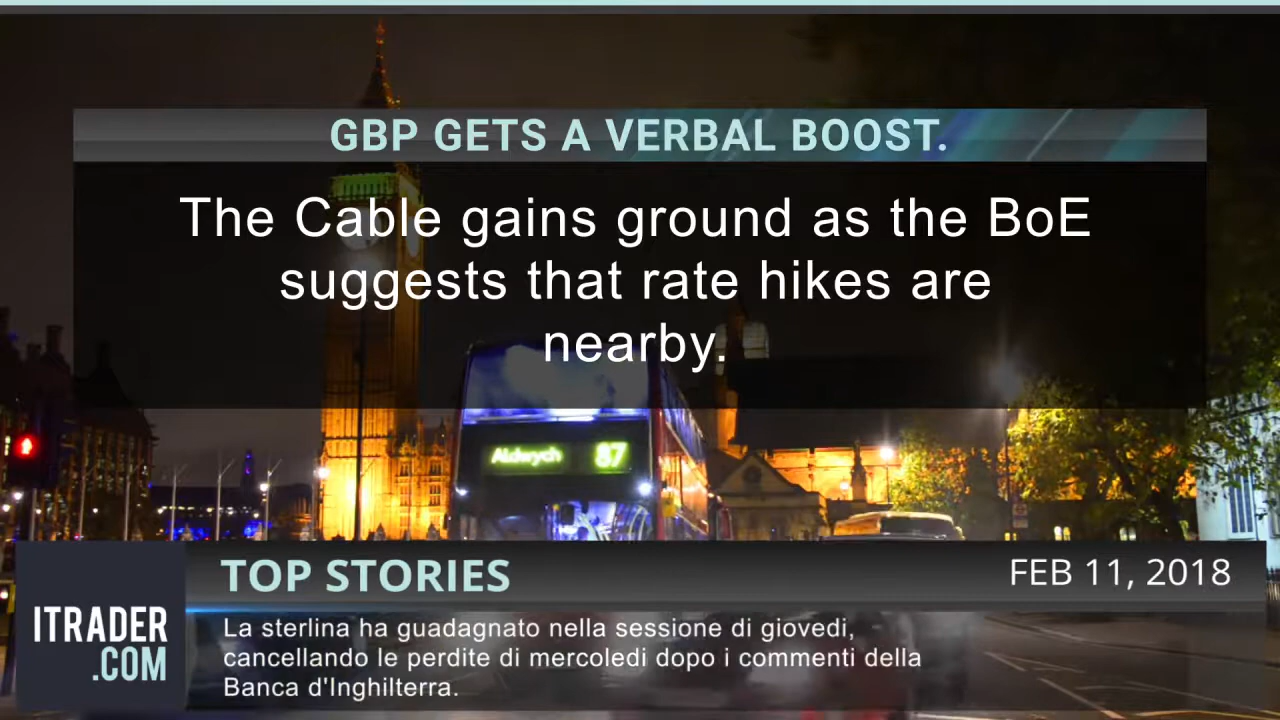 GBP GETS A VERBAL BOOST.
The Cable gains ground as the BoE
suggests that rate hikes are
nearby.
Aldwych 87
TOP STORIES
FEB 11, 2018
ITRADER
.COM
La sterlina ha guadagnato nella sessione di giovedi,
cancellando le perdite di mercoledi dopo i commenti della
Banca d'Inghilterra.